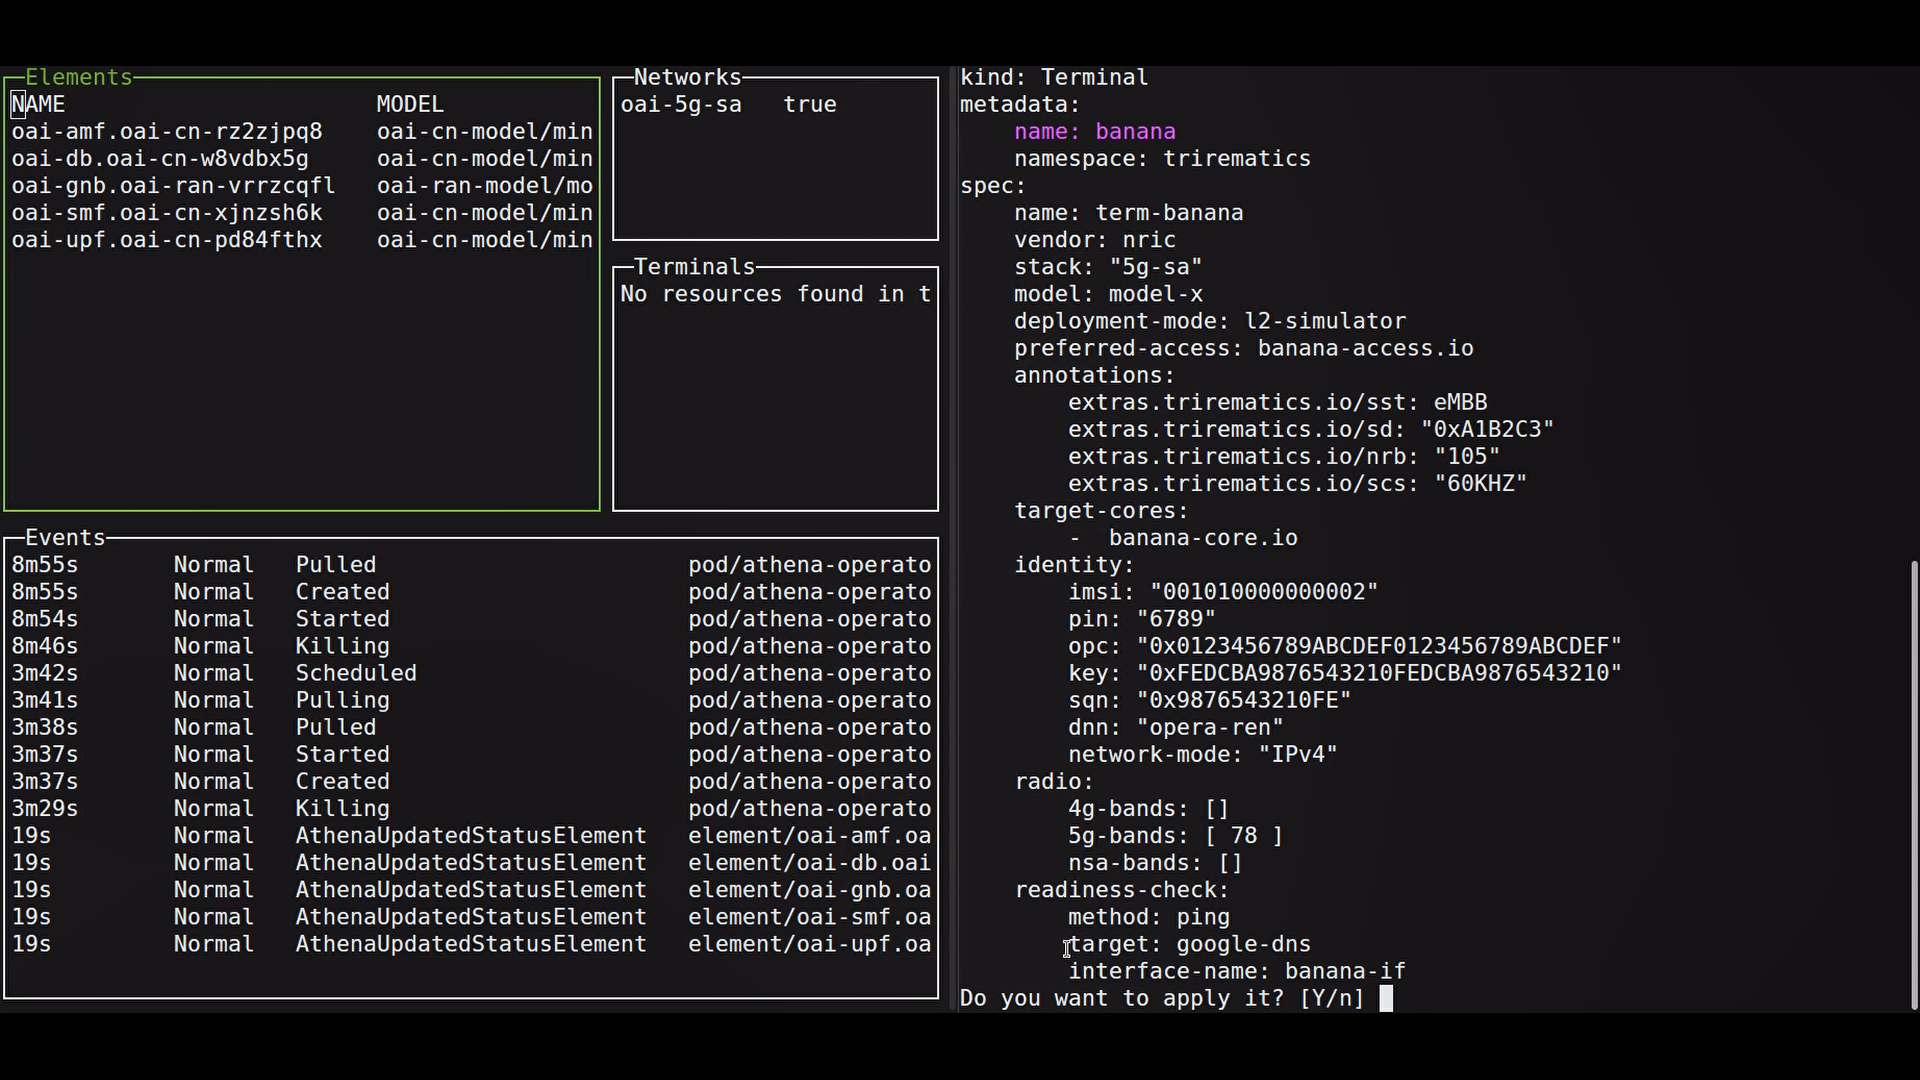 Elements
NAME MODEL
oai-amf.oai-cn-rz2zjpq8 oai-cn-model/min
oai-db.oai-cn-w8vdbx5g oai-cn-model/min
oai-gnb.oai-ran-vrrzcqfl oai-ran-model/mo
oai-smf.oai-cn-xjnzsh6k oai-cn-model/min
oai-upf.oai-cn-pd84fthx oai-cn-model/min
Networks
oai-5g-sa true
Terminals
No resources found in t
Events
8m55s Normal Pulled pod/athena-operato
8m55s Normal Created pod/athena-operato
8m54s Normal Started pod/athena-operato
8m46s Normal Killing pod/athena-operato
3m42s Normal Scheduled pod/athena-operato
3m41s Normal Pulling pod/athena-operato
3m38s Normal Pulled pod/athena-operato
3m37s Normal Started pod/athena-operato
3m37s Normal Created pod/athena-operato
3m29s Normal Killing pod/athena-operato
19s Normal AthenaUpdatedStatusElement element/oai-amf.oa
19s Normal AthenaUpdatedStatusElement element/oai-db.oai
19s Normal AthenaUpdatedStatusElement element/oai-gnb.oa
19s Normal AthenaUpdatedStatusElement element/oai-smf.oa
19s Normal AthenaUpdatedStatusElement element/oai-upf.oa
kind: Terminal
metadata:
name: banana
namespace: trirematics
spec:
name: term-banana
vendor: nric
stack: "5g-sa"
model: model-x
deployment-mode: l2-simulator
preferred-access: banana-access.io
annotations:
extras.trirematics.io/sst: eMBB
extras.trirematics.io/sd: "0xA1B2C3"
extras.trirematics.io/nrb: "105"
extras.trirematics.io/scs: "60KHZ"
target-cores:
- banana-core.io
identity:
imsi: "001010000000002"
pin: "6789"
opc: "0x0123456789ABCDEF0123456789ABCDEF"
key: "0xFEDCBA9876543210FEDCBA9876543210"
sqn: "0x9876543210FE"
dnn: "opera-ren"
network-mode: "IPv4"
radio:
4g-bands: []
5g-bands: [ 78 ]
nsa-bands: []
readiness-check:
method: ping
target: google-dns
interface-name: banana-if
Do you want to apply it? [Y/n]